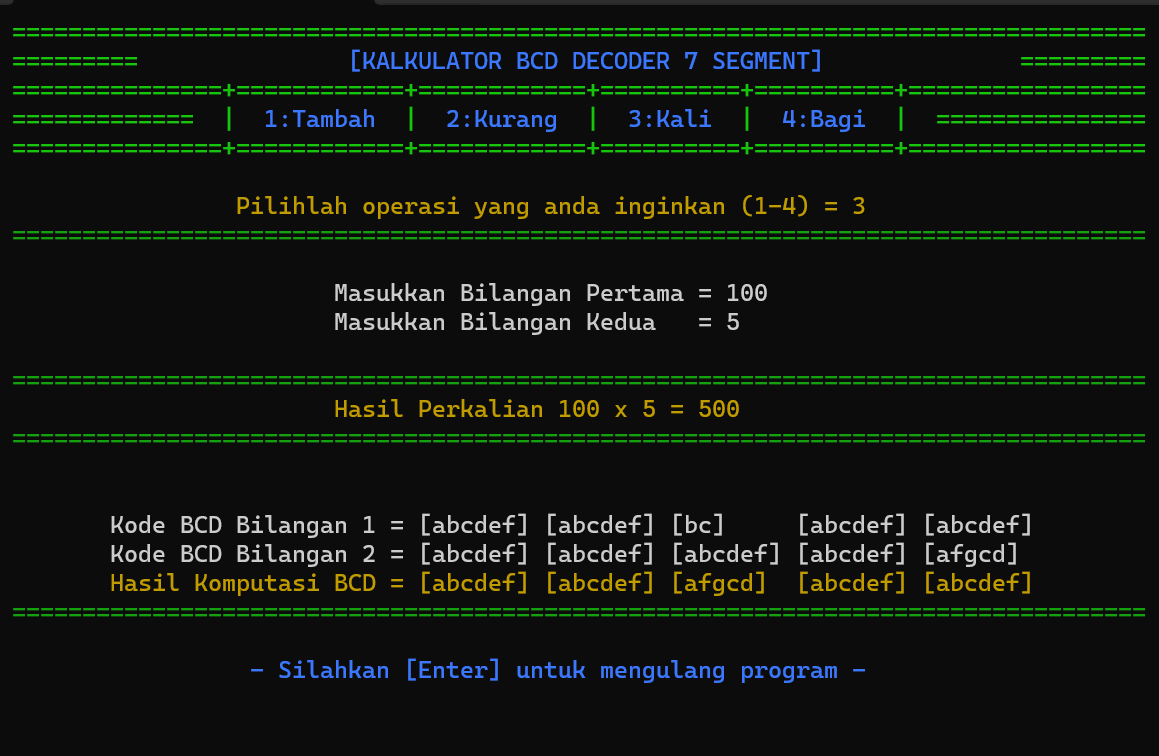 =================================================================================
=========               [KALKULATOR BCD DECODER 7 SEGMENT]              =========
===============+============+============+==========+==========+=================
=============  |  1:Tambah  |  2:Kurang  |  3:Kali  |  4:Bagi  |  ===============
===============+============+============+==========+==========+=================
Pilihlah operasi yang anda inginkan (1-4) = 3
=================================================================================
Masukkan Bilangan Pertama = 100
Masukkan Bilangan Kedua   = 5
=================================================================================
Hasil Perkalian 100 x 5 = 500
=================================================================================
Kode BCD Bilangan 1 = [abcdef] [abcdef] [bc]     [abcdef] [abcdef]
Kode BCD Bilangan 2 = [abcdef] [abcdef] [abcdef] [abcdef] [afgcd]
Hasil Komputasi BCD = [abcdef] [abcdef] [afgcd]  [abcdef] [abcdef]
=================================================================================
- Silahkan [Enter] untuk mengulang program -